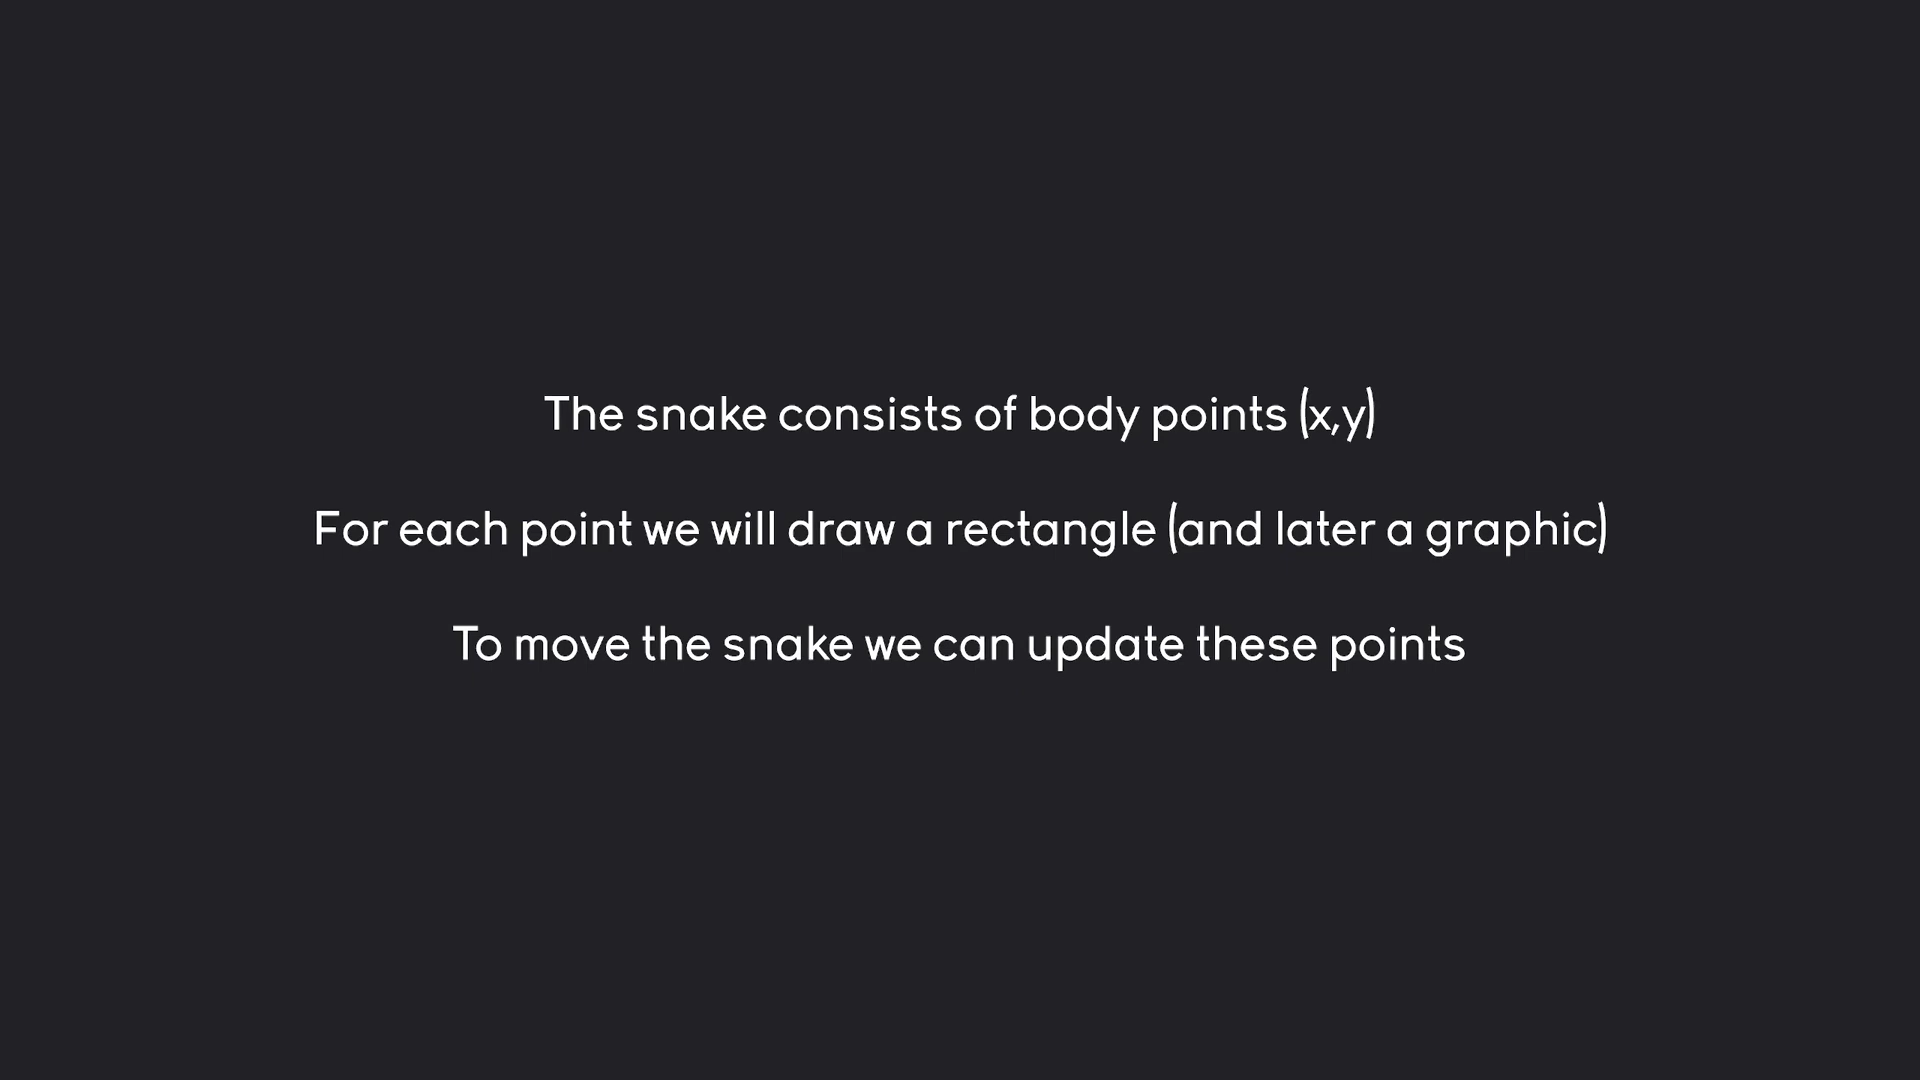 The snake consists of body points (x,y)
For each point we will draw a rectangle (and later a graphic)
To move the snake we can update these points